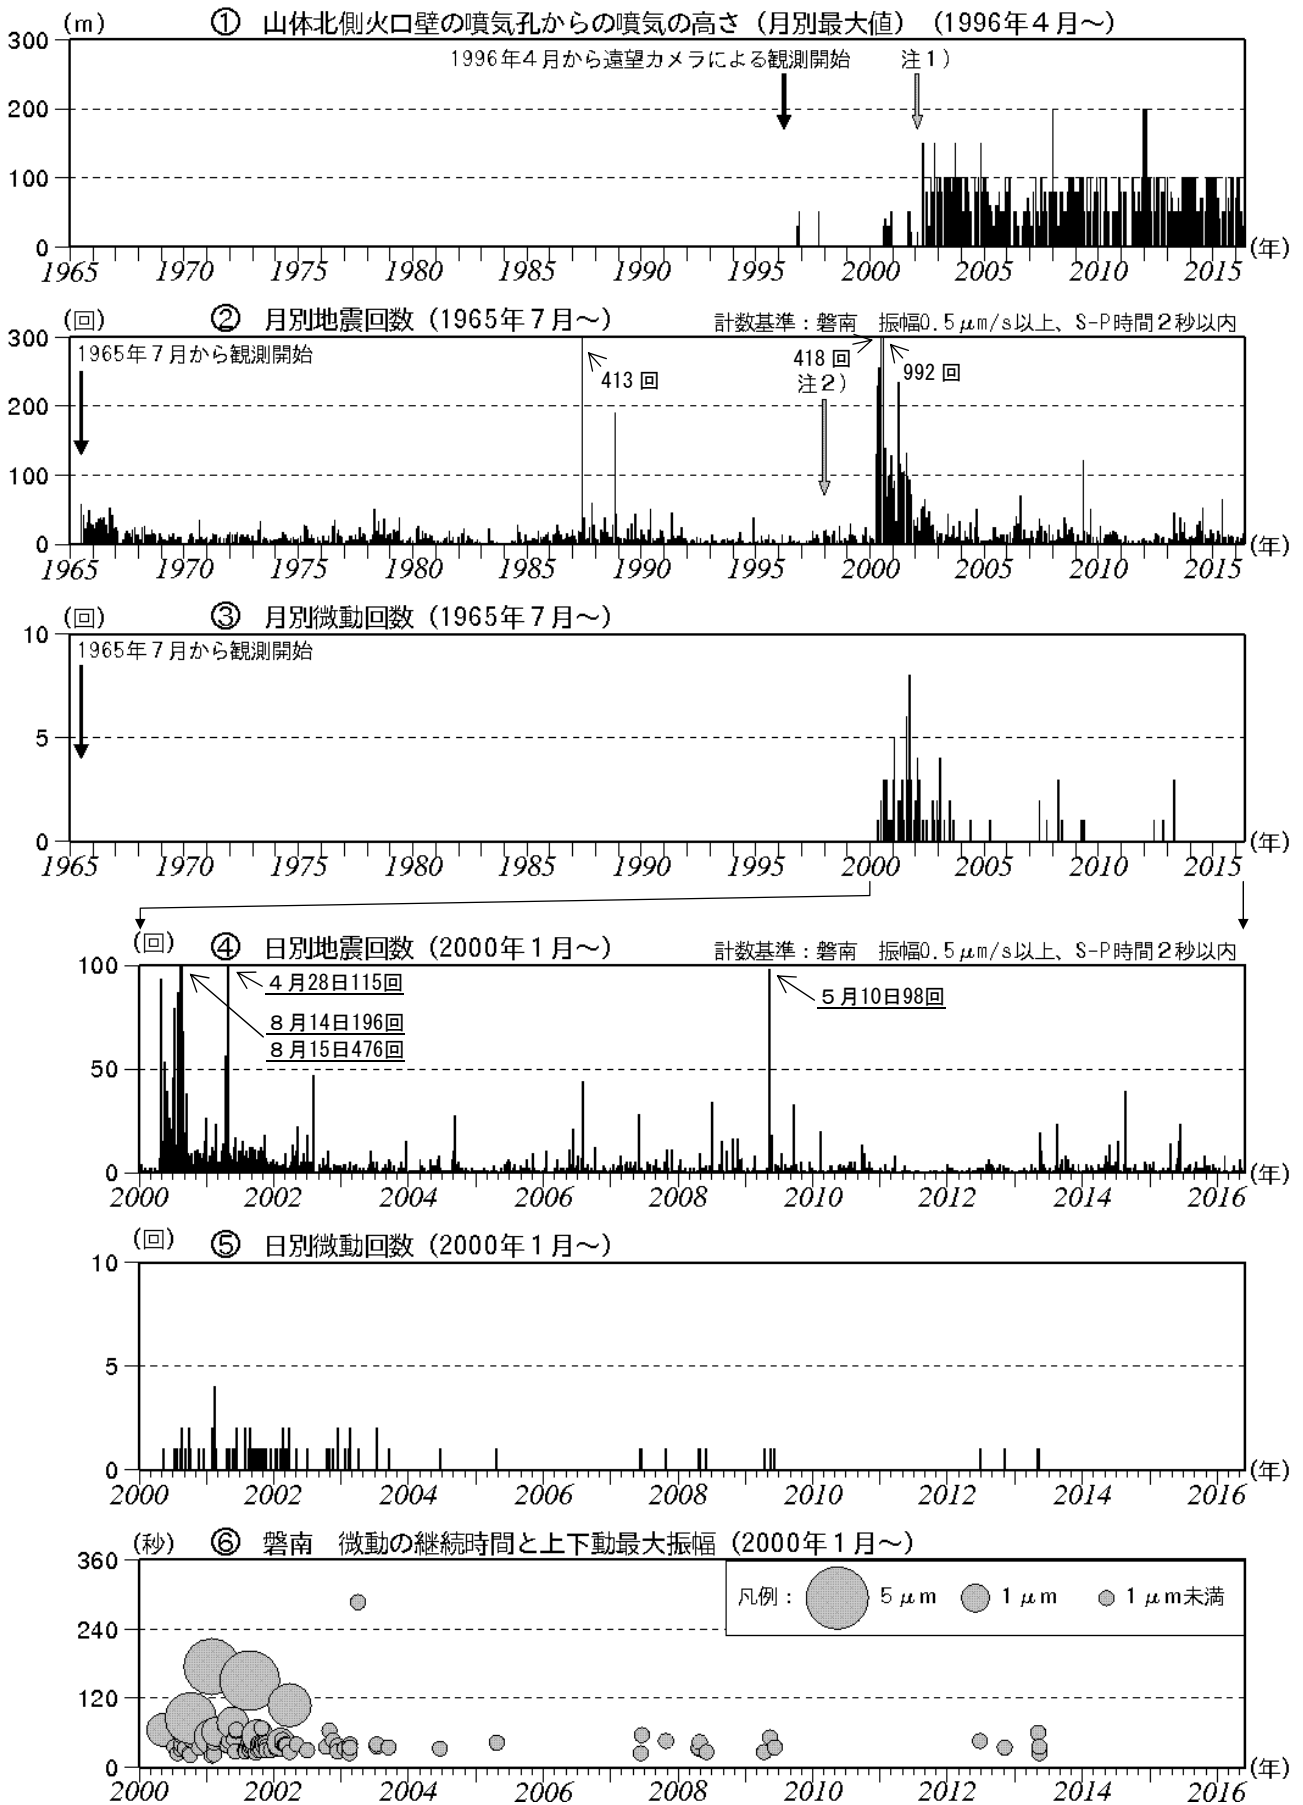 (m) ① 山体北側火口壁の噴気孔からの噴気の高さ（月別最大値）（1996年４月～）
300
1996年４月から遠望カメラによる観測開始 注１）
200
100
0
1965 1970 1975 1980 1985 1990 1995 2000 2005 2010 2015 (年)
(回) ② 月別地震回数（1965年７月～） 計数基準：磐南 振幅0.5μm/s以上、S-P時間２秒以内
300
1965年７月から観測開始
413 回
418 回
注２）
992 回
200
100
0
1965 1970 1975 1980 1985 1990 1995 2000 2005 2010 2015 (年)
(回) ③ 月別微動回数（1965年７月～）
10
1965年７月から観測開始
5
0
1965 1970 1975 1980 1985 1990 1995 2000 2005 2010 2015 (年)
(回) ④ 日別地震回数（2000年１月～） 計数基準：磐南 振幅0.5μm/s以上、S-P時間２秒以内
100
４月28日115回
８月14日196回
８月15日476回
５月10日98回
50
0
2000 2002 2004 2006 2008 2010 2012 2014 2016 (年)
(回) ⑤ 日別微動回数（2000年１月～）
10
5
0
2000 2002 2004 2006 2008 2010 2012 2014 2016 (年)
(秒) ⑥ 磐南 微動の継続時間と上下動最大振幅（2000年１月～）
360
凡例： ５μｍ １μｍ １μｍ未満
240
120
0
2000 2002 2004 2006 2008 2010 2012 2014 2016 (年)